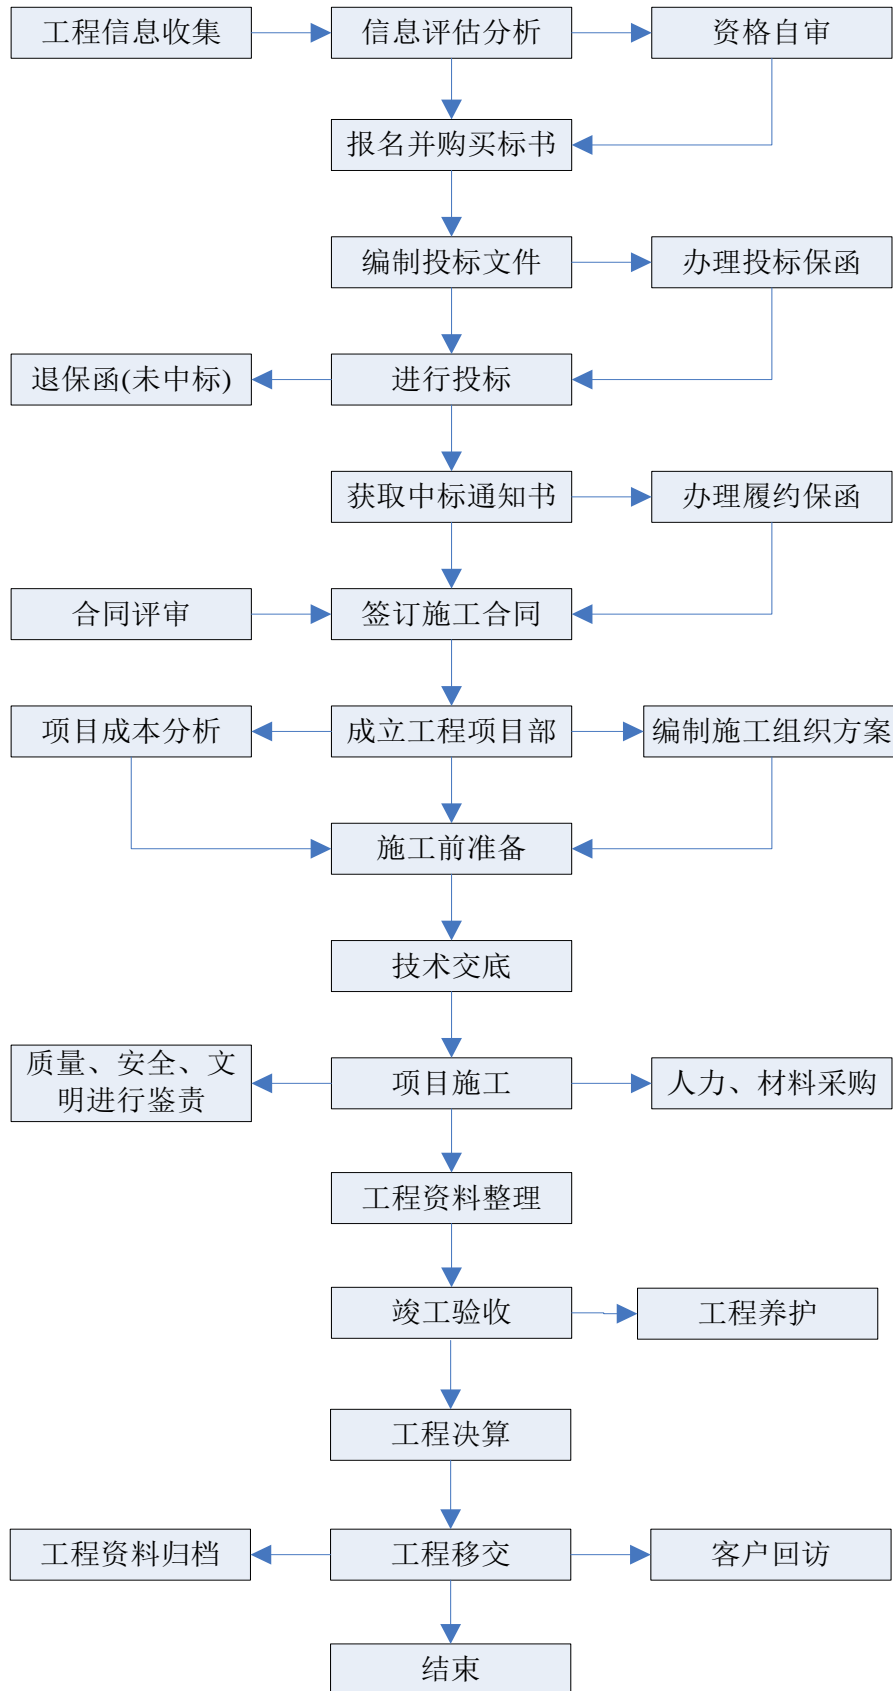 工程信息收集
信息评估分析
资格自审
报名并购买标书
编制投标文件
办理投标保函
退保函(未中标)
进行投标
获取中标通知书
办理履约保函
合同评审
签订施工合同
项目成本分析
成立工程项目部
编制施工组织方案
施工前准备
技术交底
质量、安全、文
明进行鉴责
项目施工
人力、材料采购
工程资料整理
竣工验收
工程养护
工程决算
工程资料归档
工程移交
客户回访
结束